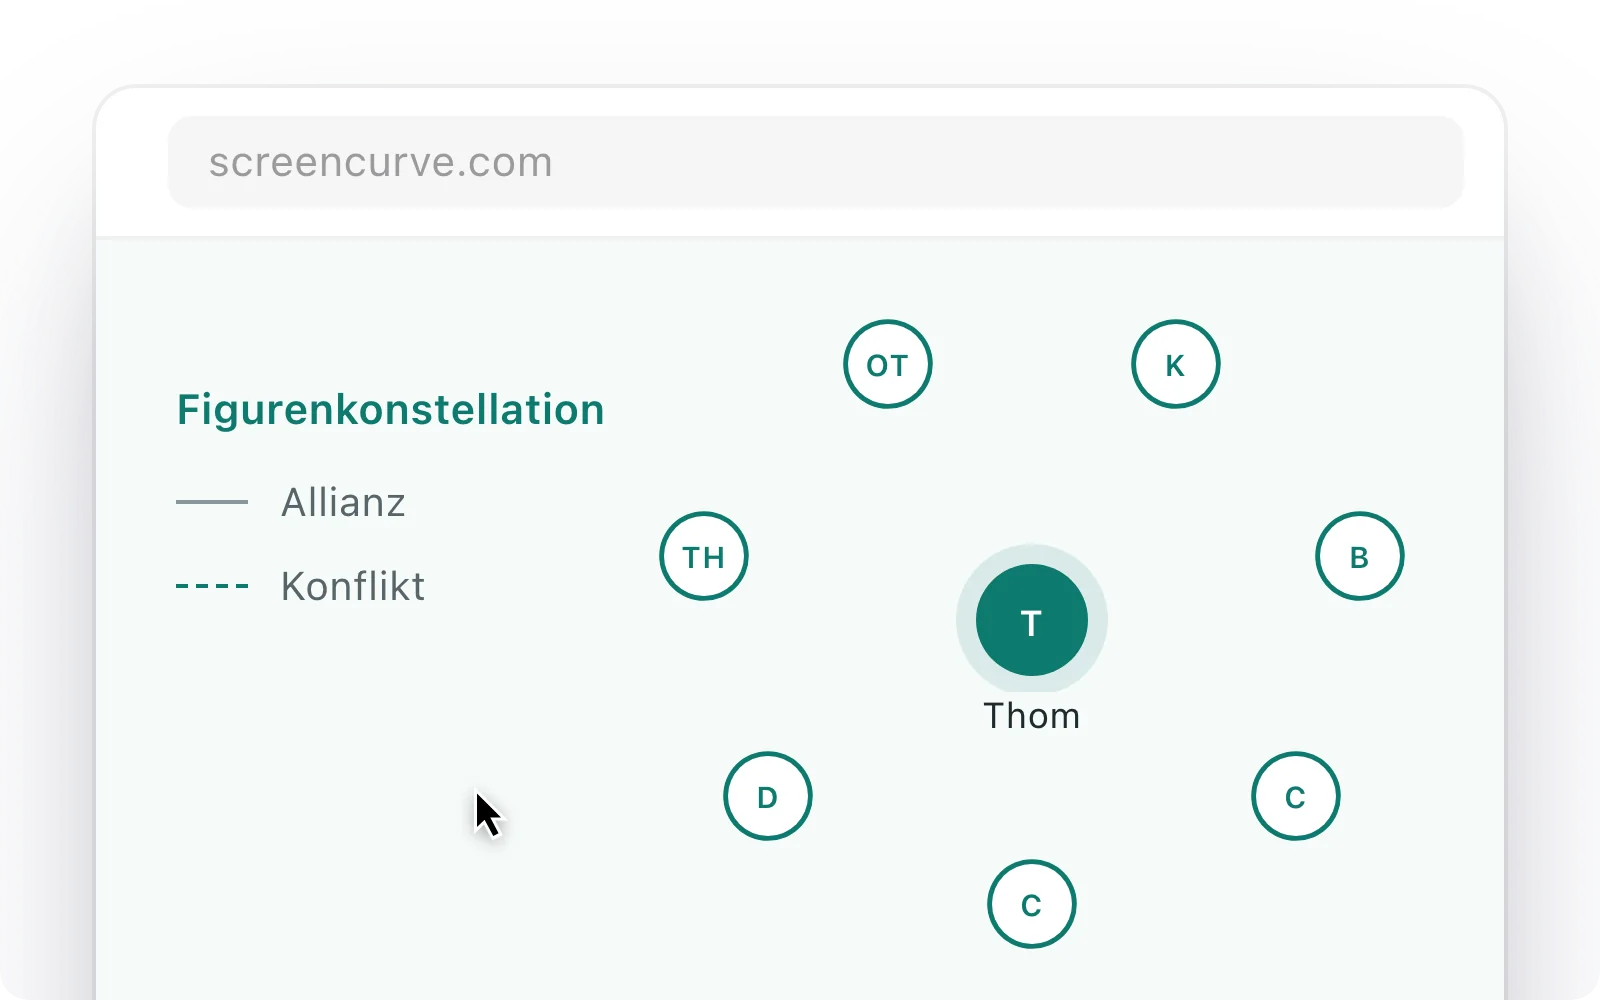 screencurve.com
Figurenkonstellation
Allianz
Konflikt
OT
K
TH
B
T
Thom
D
C
C